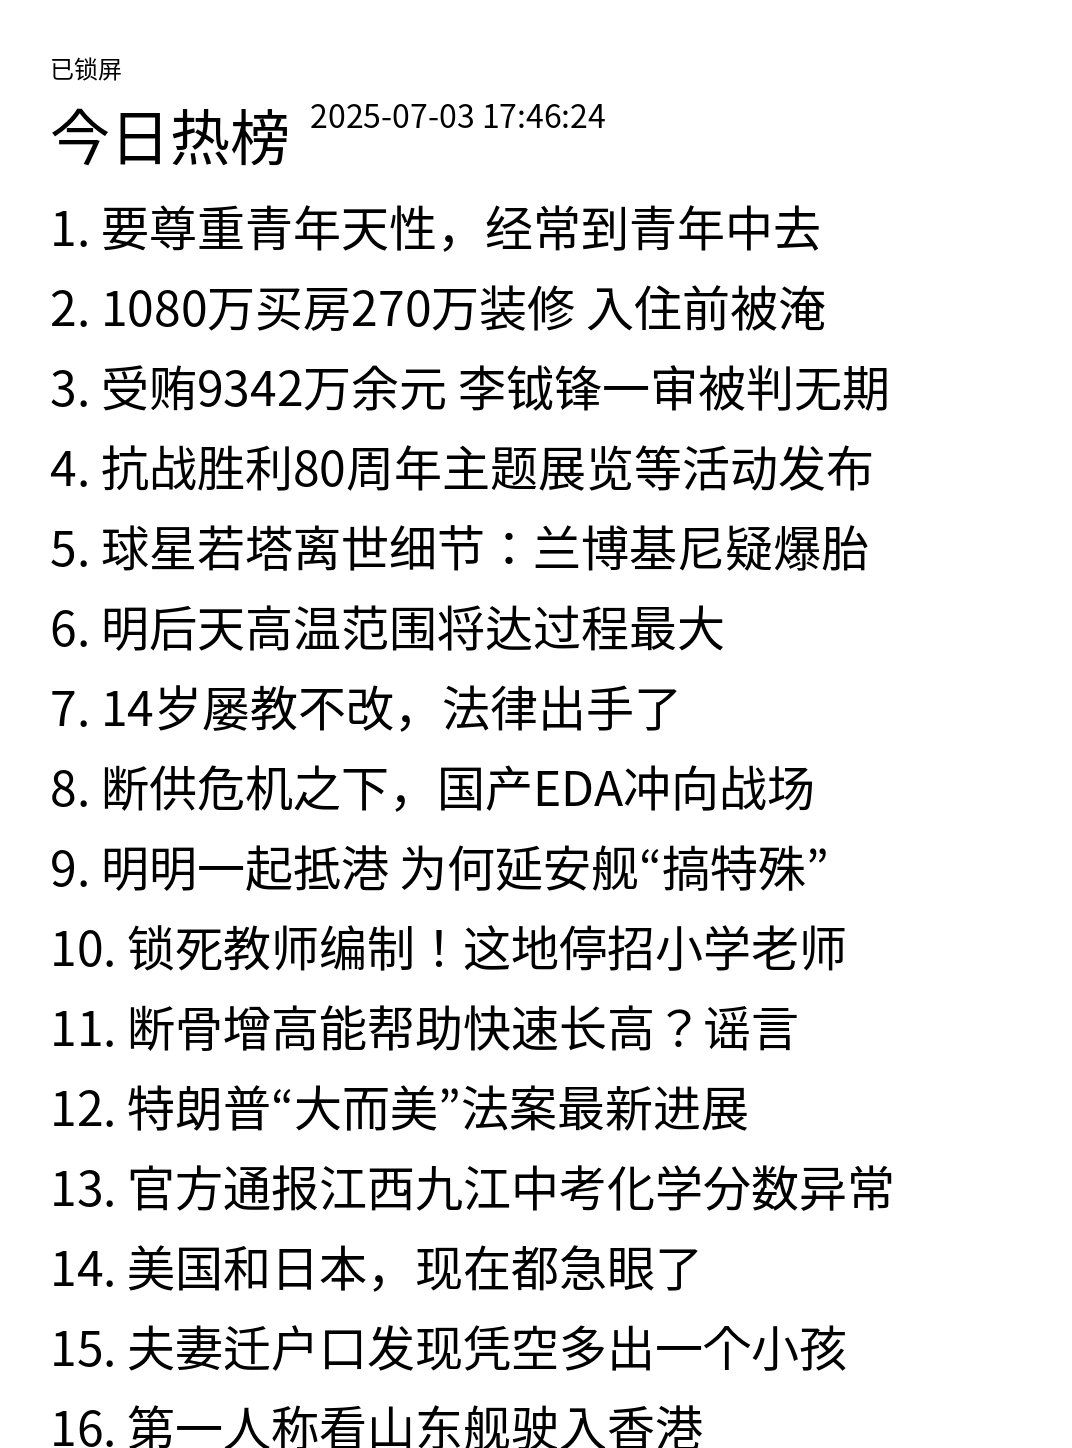 已锁屏
今日热榜 2025-07-03 17:46:24
1. 要尊重青年天性，经常到青年中去
2. 1080万买房270万装修 入住前被淹
3. 受贿9342万余元 李钺锋一审被判无期
4. 抗战胜利80周年主题展览等活动发布
5. 球星若塔离世细节：兰博基尼疑爆胎
6. 明后天高温范围将达过程最大
7. 14岁屡教不改，法律出手了
8. 断供危机之下，国产EDA冲向战场
9. 明明一起抵港 为何延安舰“搞特殊”
10. 锁死教师编制！这地停招小学老师
11. 断骨增高能帮助快速长高？谣言
12. 特朗普“大而美”法案最新进展
13. 官方通报江西九江中考化学分数异常
14. 美国和日本，现在都急眼了
15. 夫妻迁户口发现凭空多出一个小孩
16. 第一人称看山东舰驶入香港